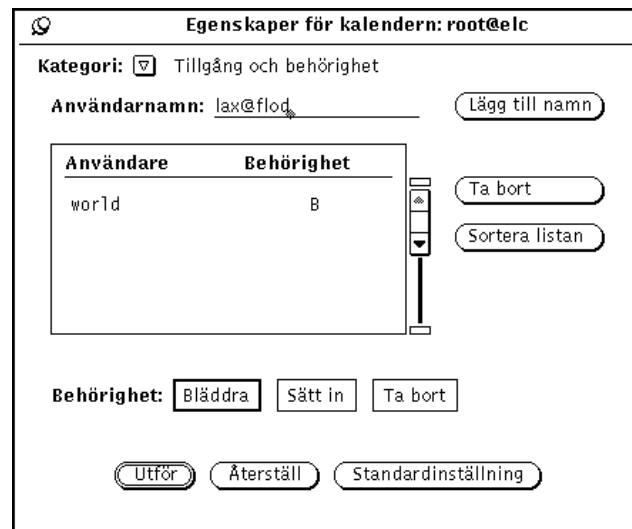 Egenskaper för kalendern: root@elc
Kategori: Tillgång och behörighet
Användarnamn: lax@flod Lägg till namn
Användare Behörighet
world B
Ta bort
Sortera listan
Behörighet: Bläddra Sätt in Ta bort
Utför Återställ Standardinställning